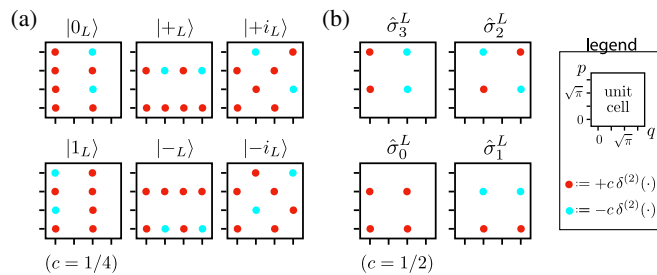 (a)
|0_L⟩ |+_L⟩ |+i_L⟩
|1_L⟩ |−_L⟩ |−i_L⟩
(c = 1/4)
(b)
σ̂_3^L σ̂_2^L
σ̂_0^L σ̂_1^L
(c = 1/2)
legend
p
√π
0
unit
cell
0 √π q
:= +c δ^(2)(·)
:= −c δ^(2)(·)